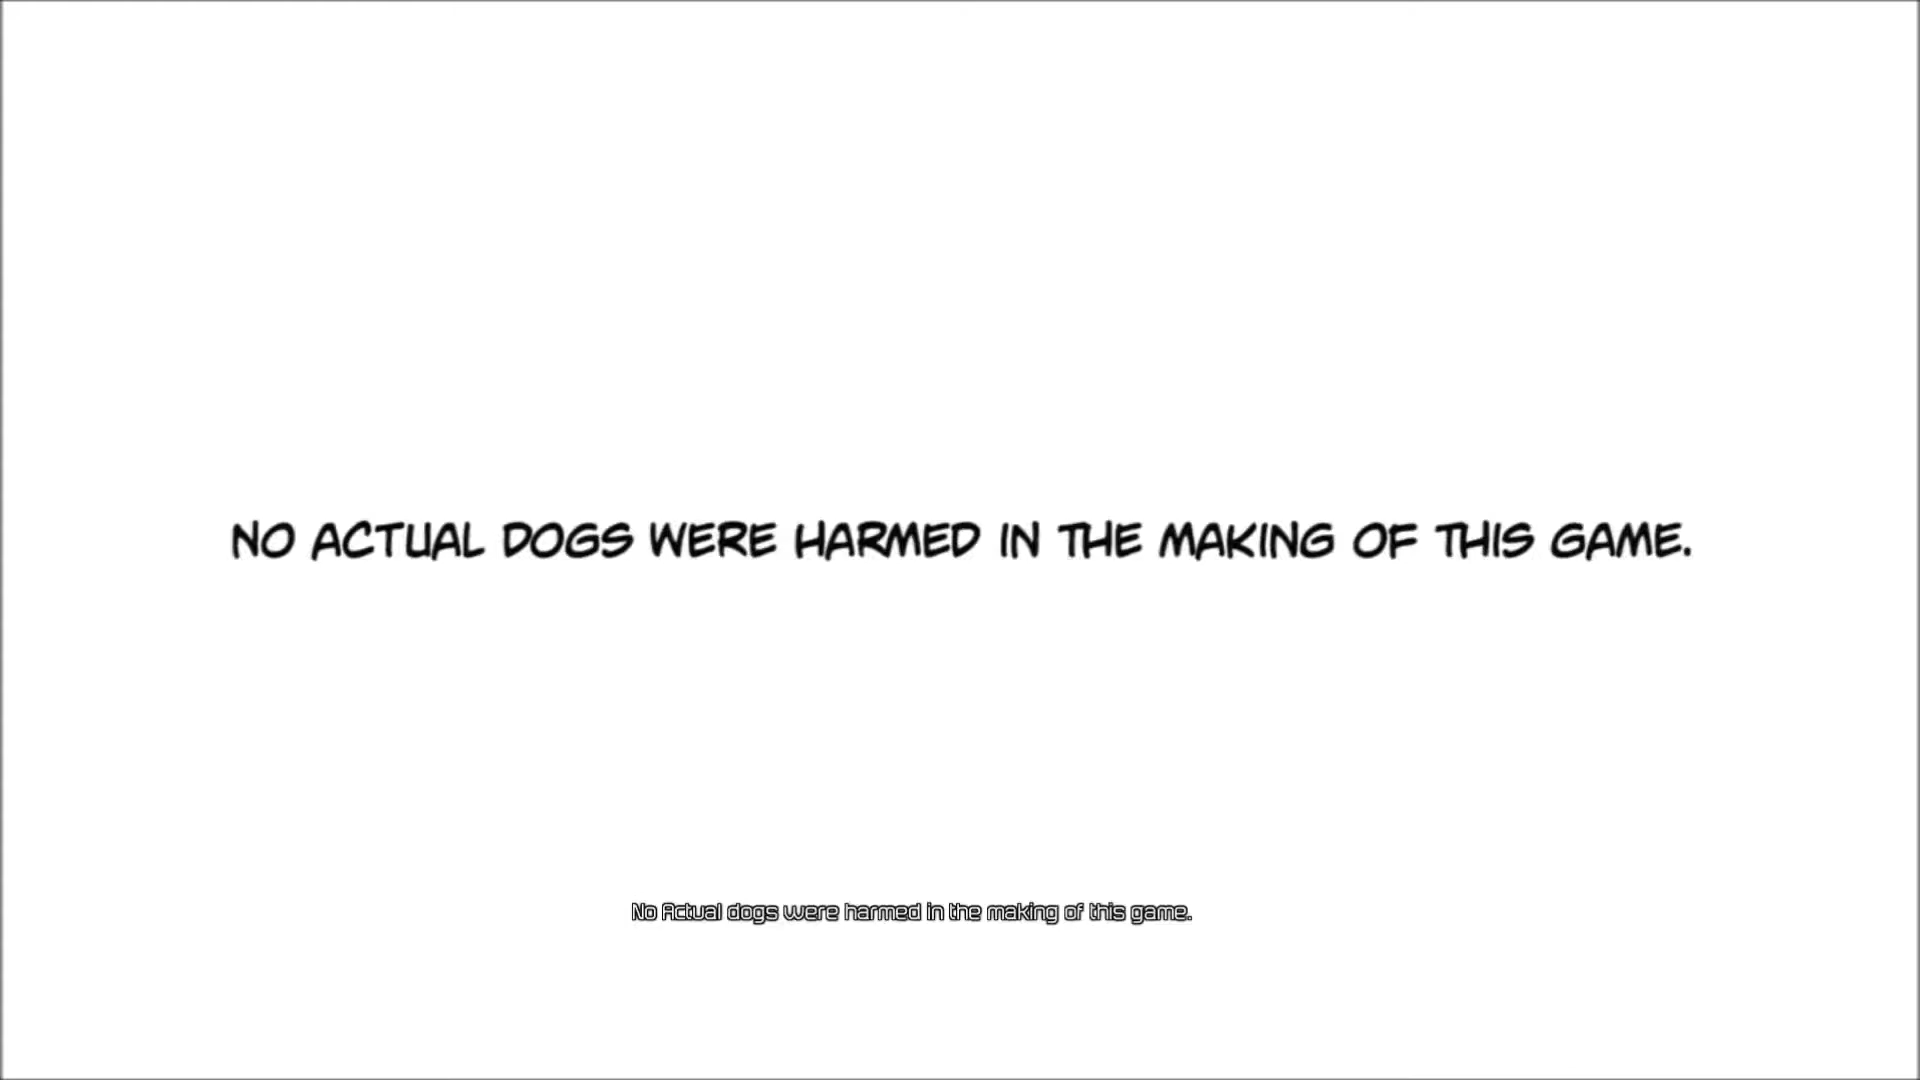 NO ACTUAL DOGS WERE HARMED IN THE MAKING OF THIS GAME.
No Actual dogs were harmed in the making of this game.